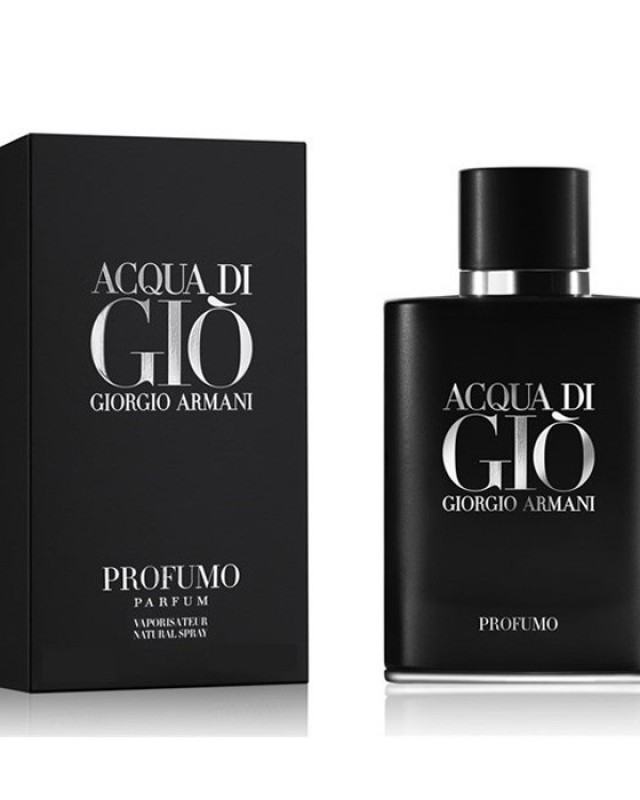 ACQUA DI
GIÒ
GIORGIO ARMANI
PROFUMO
PARFUM
VAPORISATEUR
NATURAL SPRAY
ACQUA DI
GIÒ
GIORGIO ARMANI
PROFUMO